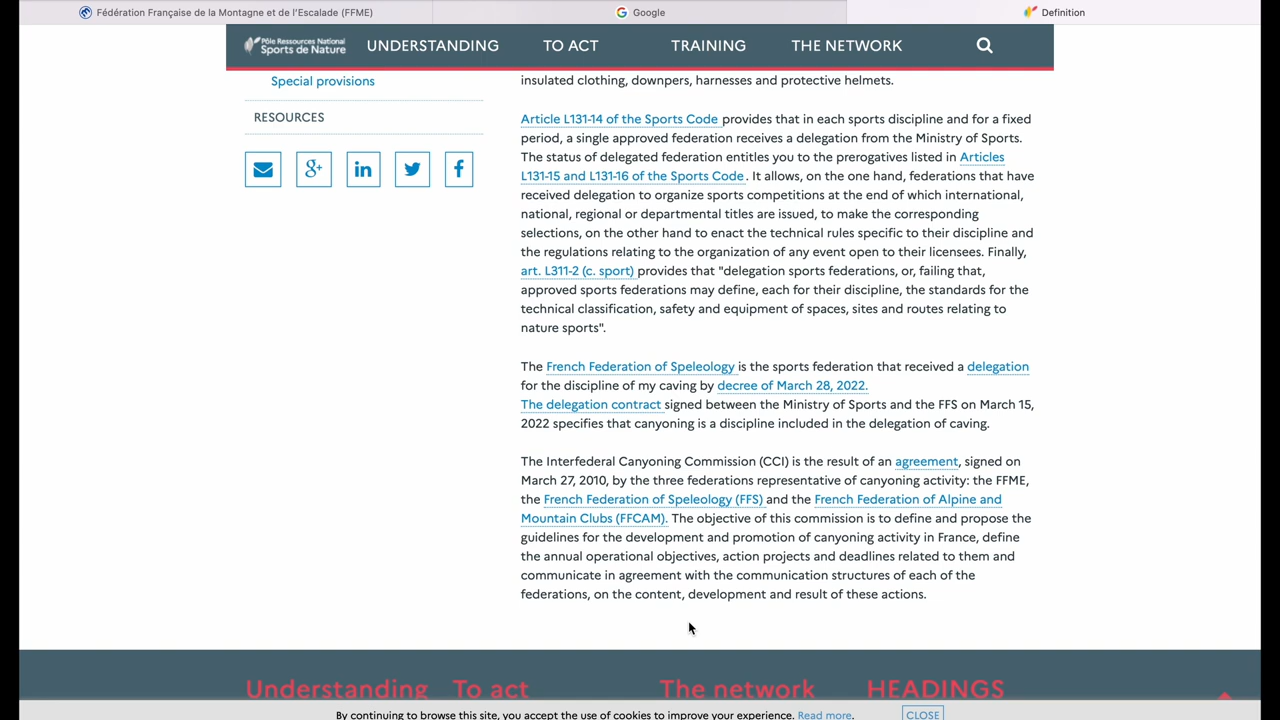 Fédération Française de la Montagne et de l'Escalade (FFME)
Google
Definition
Pôle Ressources National
Sports de Nature
UNDERSTANDING
TO ACT
TRAINING
THE NETWORK
Special provisions
RESOURCES
insulated clothing, downpers, harnesses and protective helmets.
Article L131-14 of the Sports Code provides that in each sports discipline and for a fixed
period, a single approved federation receives a delegation from the Ministry of Sports.
The status of delegated federation entitles you to the prerogatives listed in Articles
L131-15 and L131-16 of the Sports Code. It allows, on the one hand, federations that have
received delegation to organize sports competitions at the end of which international,
national, regional or departmental titles are issued, to make the corresponding
selections, on the other hand to enact the technical rules specific to their discipline and
the regulations relating to the organization of any event open to their licensees. Finally,
art. L311-2 (c. sport) provides that "delegation sports federations, or, failing that,
approved sports federations may define, each for their discipline, the standards for the
technical classification, safety and equipment of spaces, sites and routes relating to
nature sports".
The French Federation of Speleology is the sports federation that received a delegation
for the discipline of my caving by decree of March 28, 2022.
The delegation contract signed between the Ministry of Sports and the FFS on March 15,
2022 specifies that canyoning is a discipline included in the delegation of caving.
The Interfederal Canyoning Commission (CCI) is the result of an agreement, signed on
March 27, 2010, by the three federations representative of canyoning activity: the FFME,
the French Federation of Speleology (FFS) and the French Federation of Alpine and
Mountain Clubs (FFCAM). The objective of this commission is to define and propose the
guidelines for the development and promotion of canyoning activity in France, define
the annual operational objectives, action projects and deadlines related to them and
communicate in agreement with the communication structures of each of the
federations, on the content, development and result of these actions.
Understanding
To act
The network
HEADINGS
By continuing to browse this site, you accept the use of cookies to improve your experience. Read more.
CLOSE